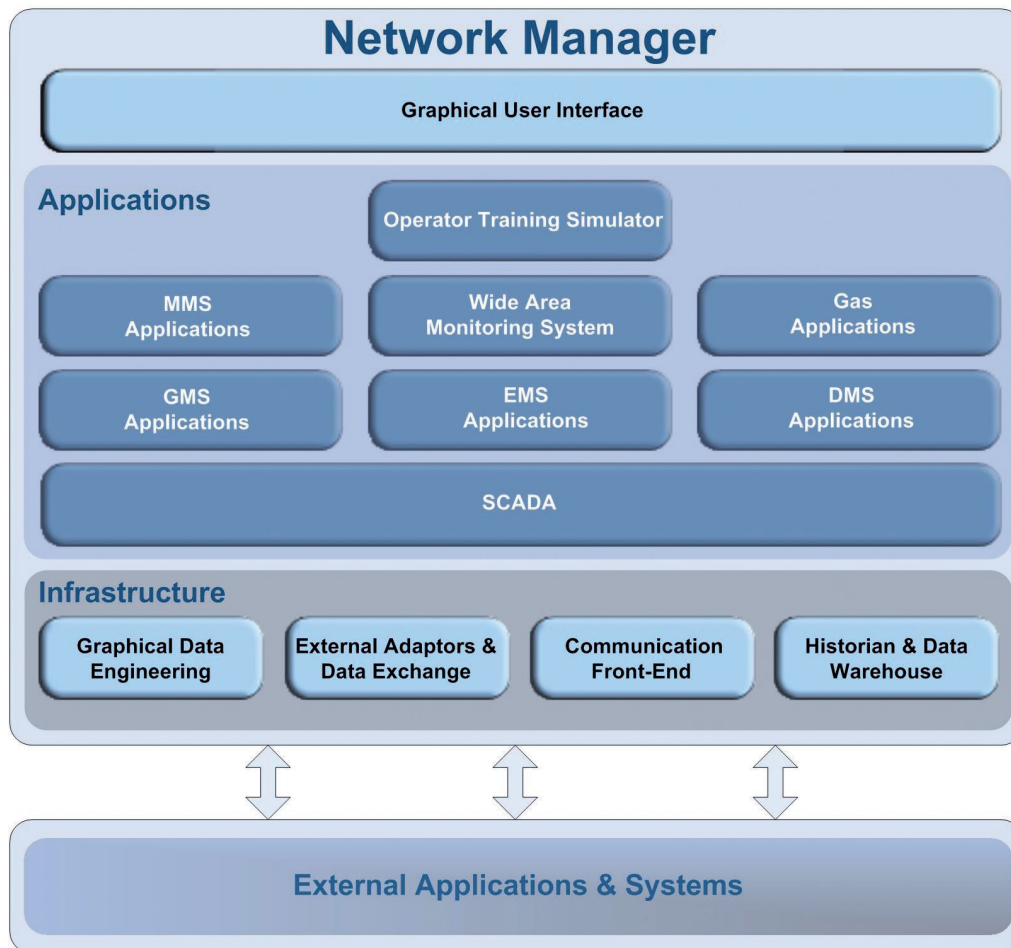 Network Manager
Graphical User Interface
Applications
Operator Training Simulator
MMS
Applications
Wide Area
Monitoring System
Gas
Applications
GMS
Applications
EMS
Applications
DMS
Applications
SCADA
Infrastructure
Graphical Data
Engineering
External Adaptors &
Data Exchange
Communication
Front-End
Historian & Data
Warehouse
External Applications & Systems